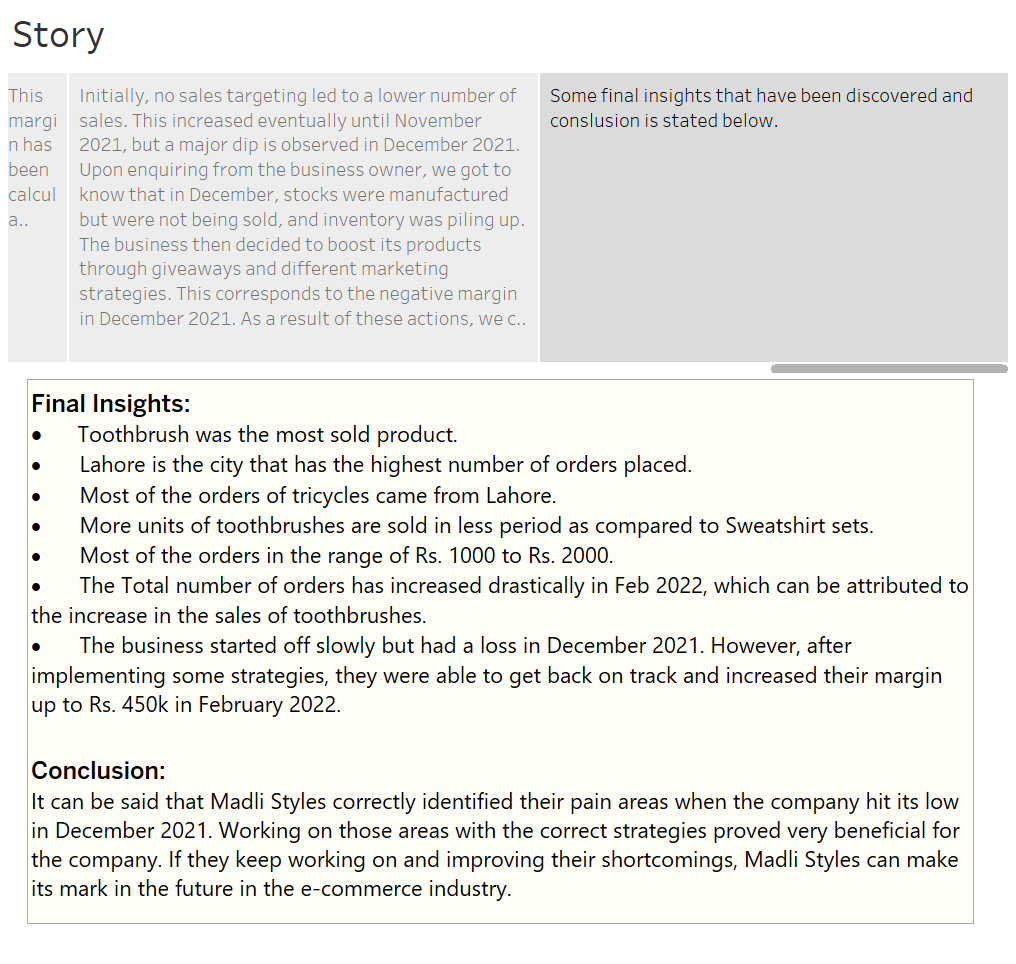 Story
This
margi
n has
been
calcul
a..
Initially, no sales targeting led to a lower number of
sales. This increased eventually until November
2021, but a major dip is observed in December 2021.
Upon enquiring from the business owner, we got to
know that in December, stocks were manufactured
but were not being sold, and inventory was piling up.
The business then decided to boost its products
through giveaways and different marketing
strategies. This corresponds to the negative margin
in December 2021. As a result of these actions, we c..
Some final insights that have been discovered and
conslusion is stated below.
Final Insights:
• Toothbrush was the most sold product.
• Lahore is the city that has the highest number of orders placed.
• Most of the orders of tricycles came from Lahore.
• More units of toothbrushes are sold in less period as compared to Sweatshirt sets.
• Most of the orders in the range of Rs. 1000 to Rs. 2000.
• The Total number of orders has increased drastically in Feb 2022, which can be attributed to
the increase in the sales of toothbrushes.
• The business started off slowly but had a loss in December 2021. However, after
implementing some strategies, they were able to get back on track and increased their margin
up to Rs. 450k in February 2022.
Conclusion:
It can be said that Madli Styles correctly identified their pain areas when the company hit its low
in December 2021. Working on those areas with the correct strategies proved very beneficial for
the company. If they keep working on and improving their shortcomings, Madli Styles can make
its mark in the future in the e-commerce industry.